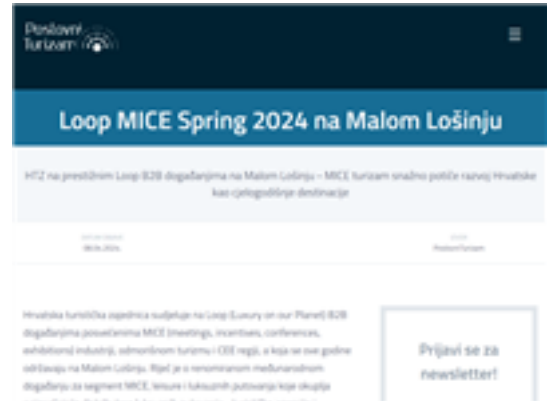 Poslovni
Turizam
Loop MICE Spring 2024 na Malom Lošinju
HTZ na prestižnim Loop B2B događanjima na Malom Lošinju – MICE turizam snažno potiče razvoj Hrvatske
kao cjelogodišnje destinacije
Poslovni turizam
Hrvatska turistička zajednica sudjeluje na Loop (Luxury on our Planet) B2B
događanjima posvećenima MICE (meetings, incentives, conferences,
exhibitions) industriji, odmorišnom turizmu i CEE regiji, a koja se ove godine
održavaju na Malom Lošinju. Riječ je o renomiranom međunarodnom
događanju za segment MICE, leisure i luksuznih putovanja koje okuplja
Prijavi se za
newsletter!